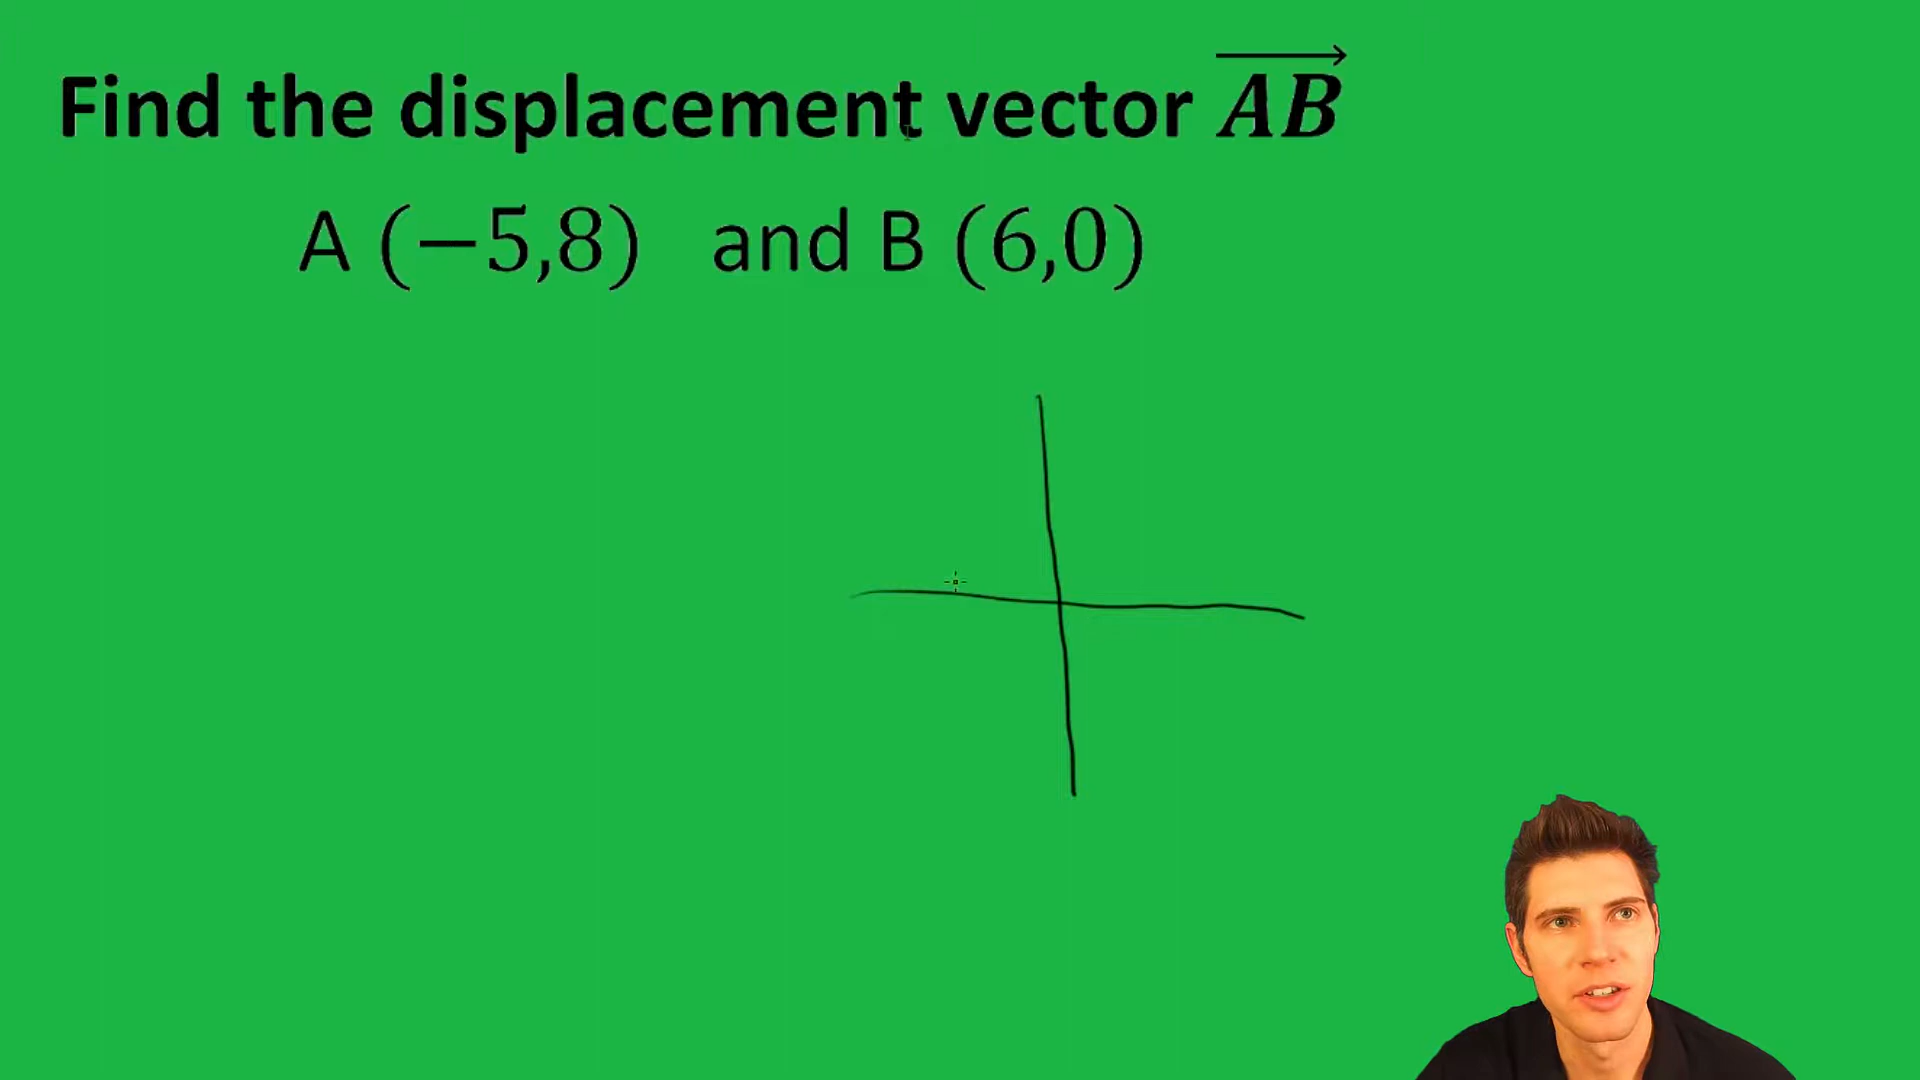 Find the displacement vector \overrightarrow{AB}
A (−5,8) and B (6,0)